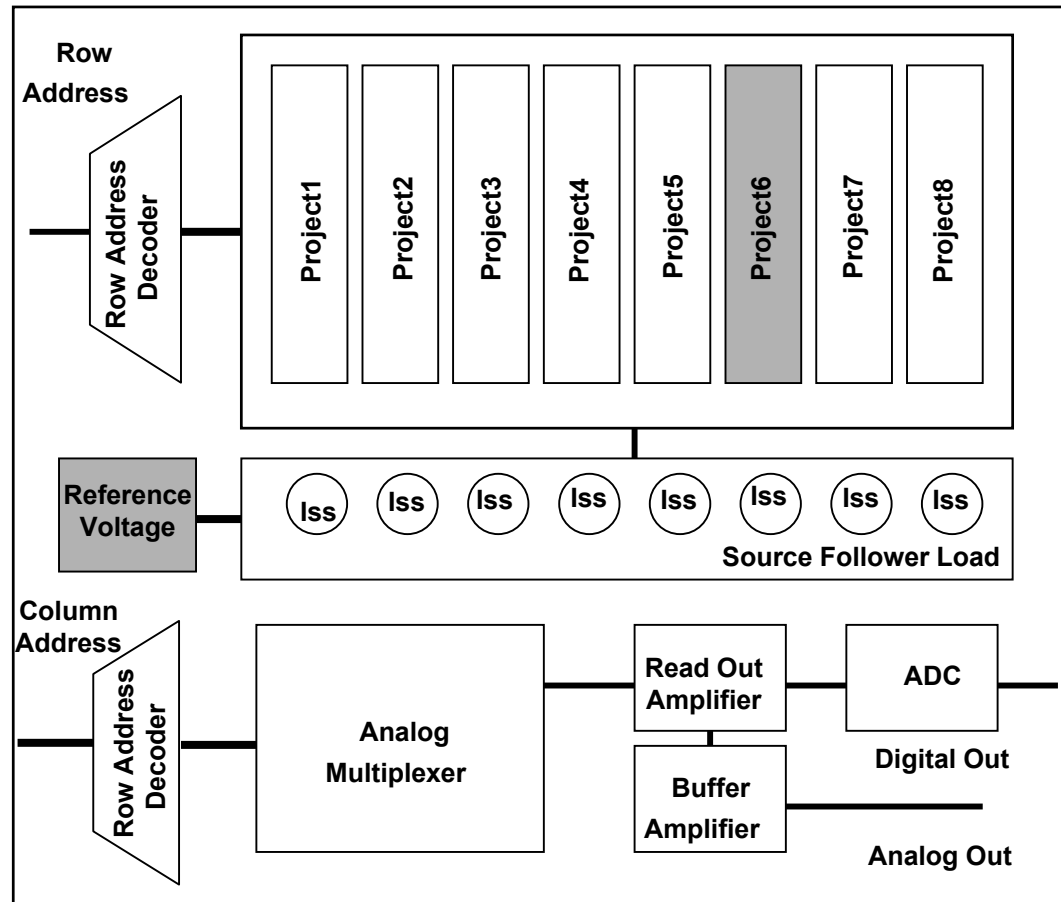 Row
Address
Row Address
Decoder
Project1
Project2
Project3
Project4
Project5
Project6
Project7
Project8
Reference
Voltage
Iss
Iss
Iss
Iss
Iss
Iss
Iss
Iss
Source Follower Load
Column
Address
Row Address
Decoder
Analog
Multiplexer
Read Out
Amplifier
ADC
Digital Out
Buffer
Amplifier
Analog Out